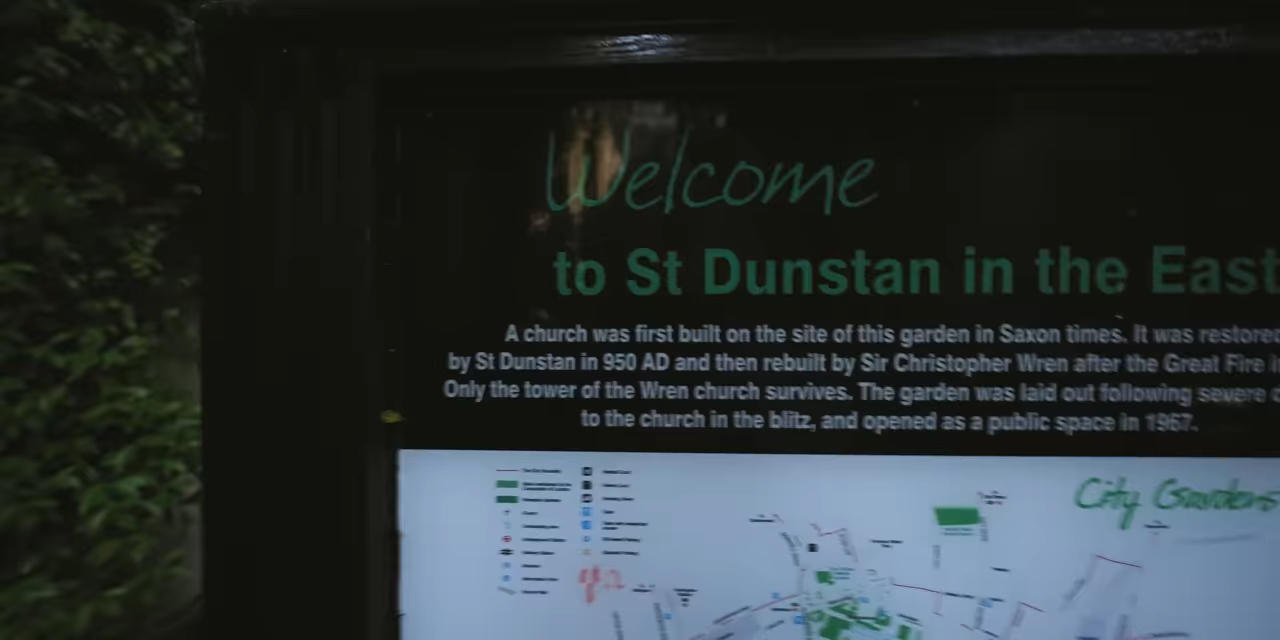 Welcome
to St Dunstan in the East
A church was first built on the site of this garden in Saxon times. It was restored
by St Dunstan in 950 AD and then rebuilt by Sir Christopher Wren after the Great Fire
Only the tower of the Wren church survives. The garden was laid out following severe
to the church in the blitz, and opened as a public space in 1967.
City Gardens